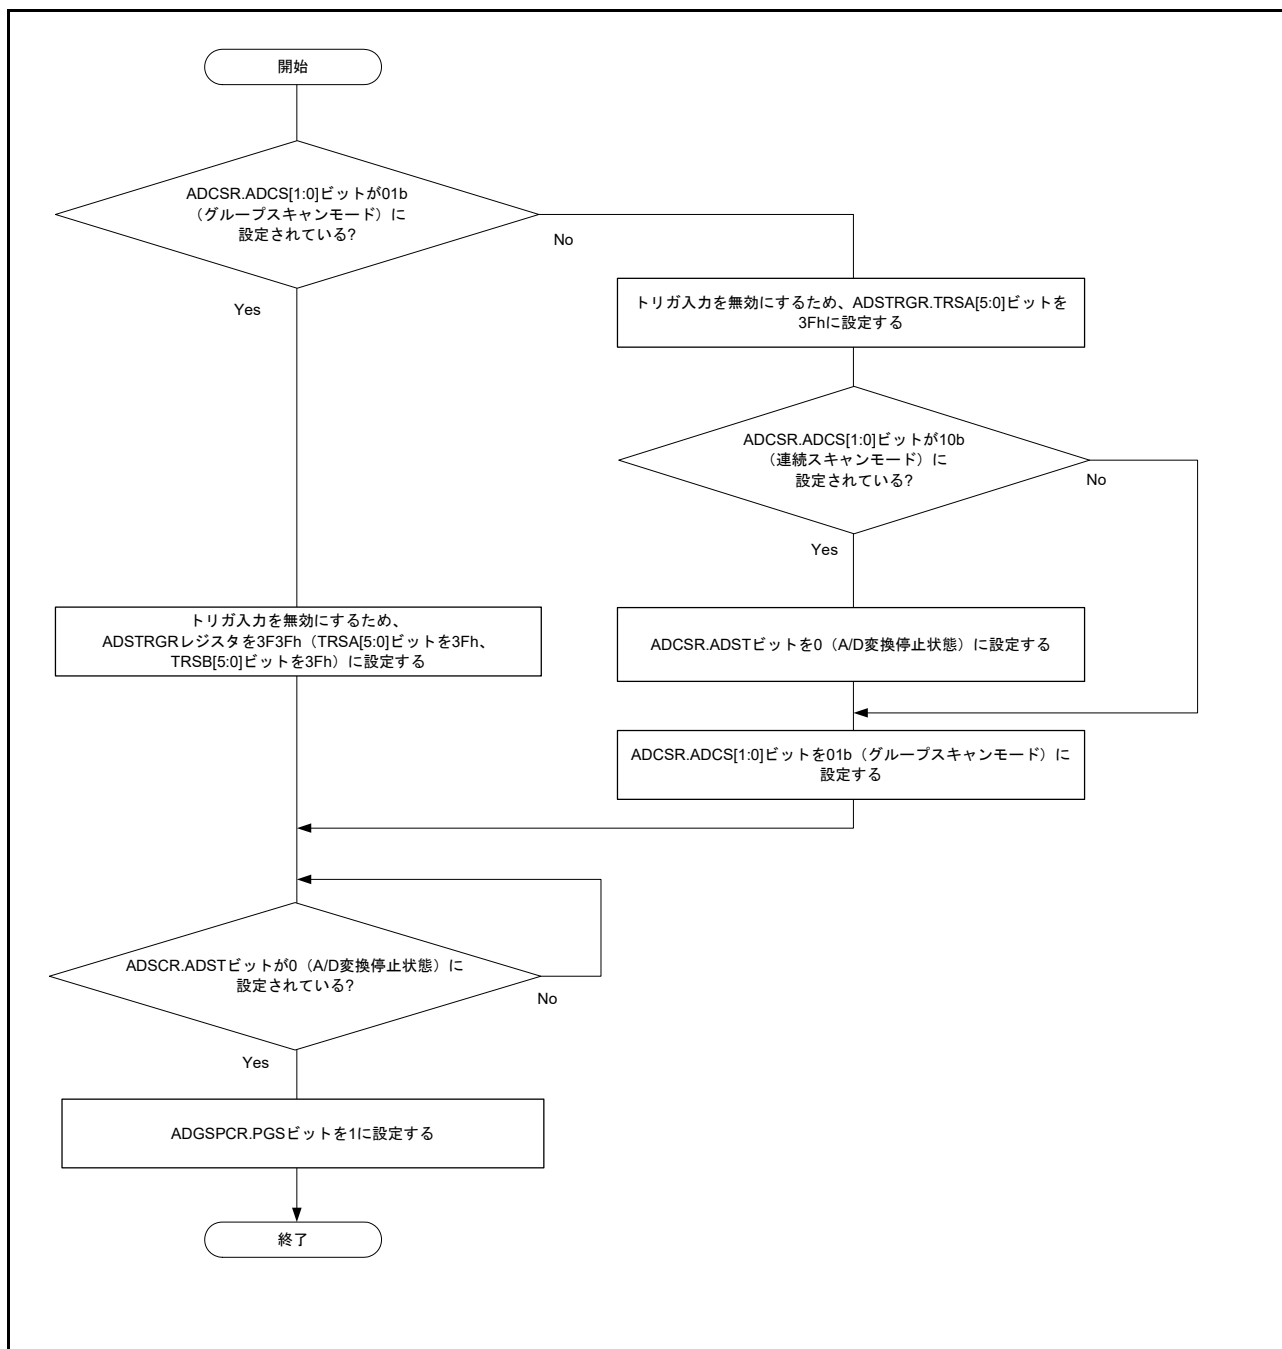 開始
ADCSR.ADCS[1:0]ビットが01b
(グループスキャンモード)に
設定されている?
No
Yes
トリガ入力を無効にするため、ADSTRGR.TRSA[5:0]ビットを
3Fhに設定する
ADCSR.ADCS[1:0]ビットが10b
(連続スキャンモード)に
設定されている?
No
Yes
トリガ入力を無効にするため、
ADSTRGRレジスタを3F3Fh(TRSA[5:0]ビットを3Fh、
TRSB[5:0]ビットを3Fh)に設定する
ADCSR.ADSTビットを0(A/D変換停止状態)に設定する
ADCSR.ADCS[1:0]ビットを01b(グループスキャンモード)に
設定する
ADSCR.ADSTビットが0(A/D変換停止状態)に
設定されている?
No
Yes
ADGSPCR.PGSビットを1に設定する
終了